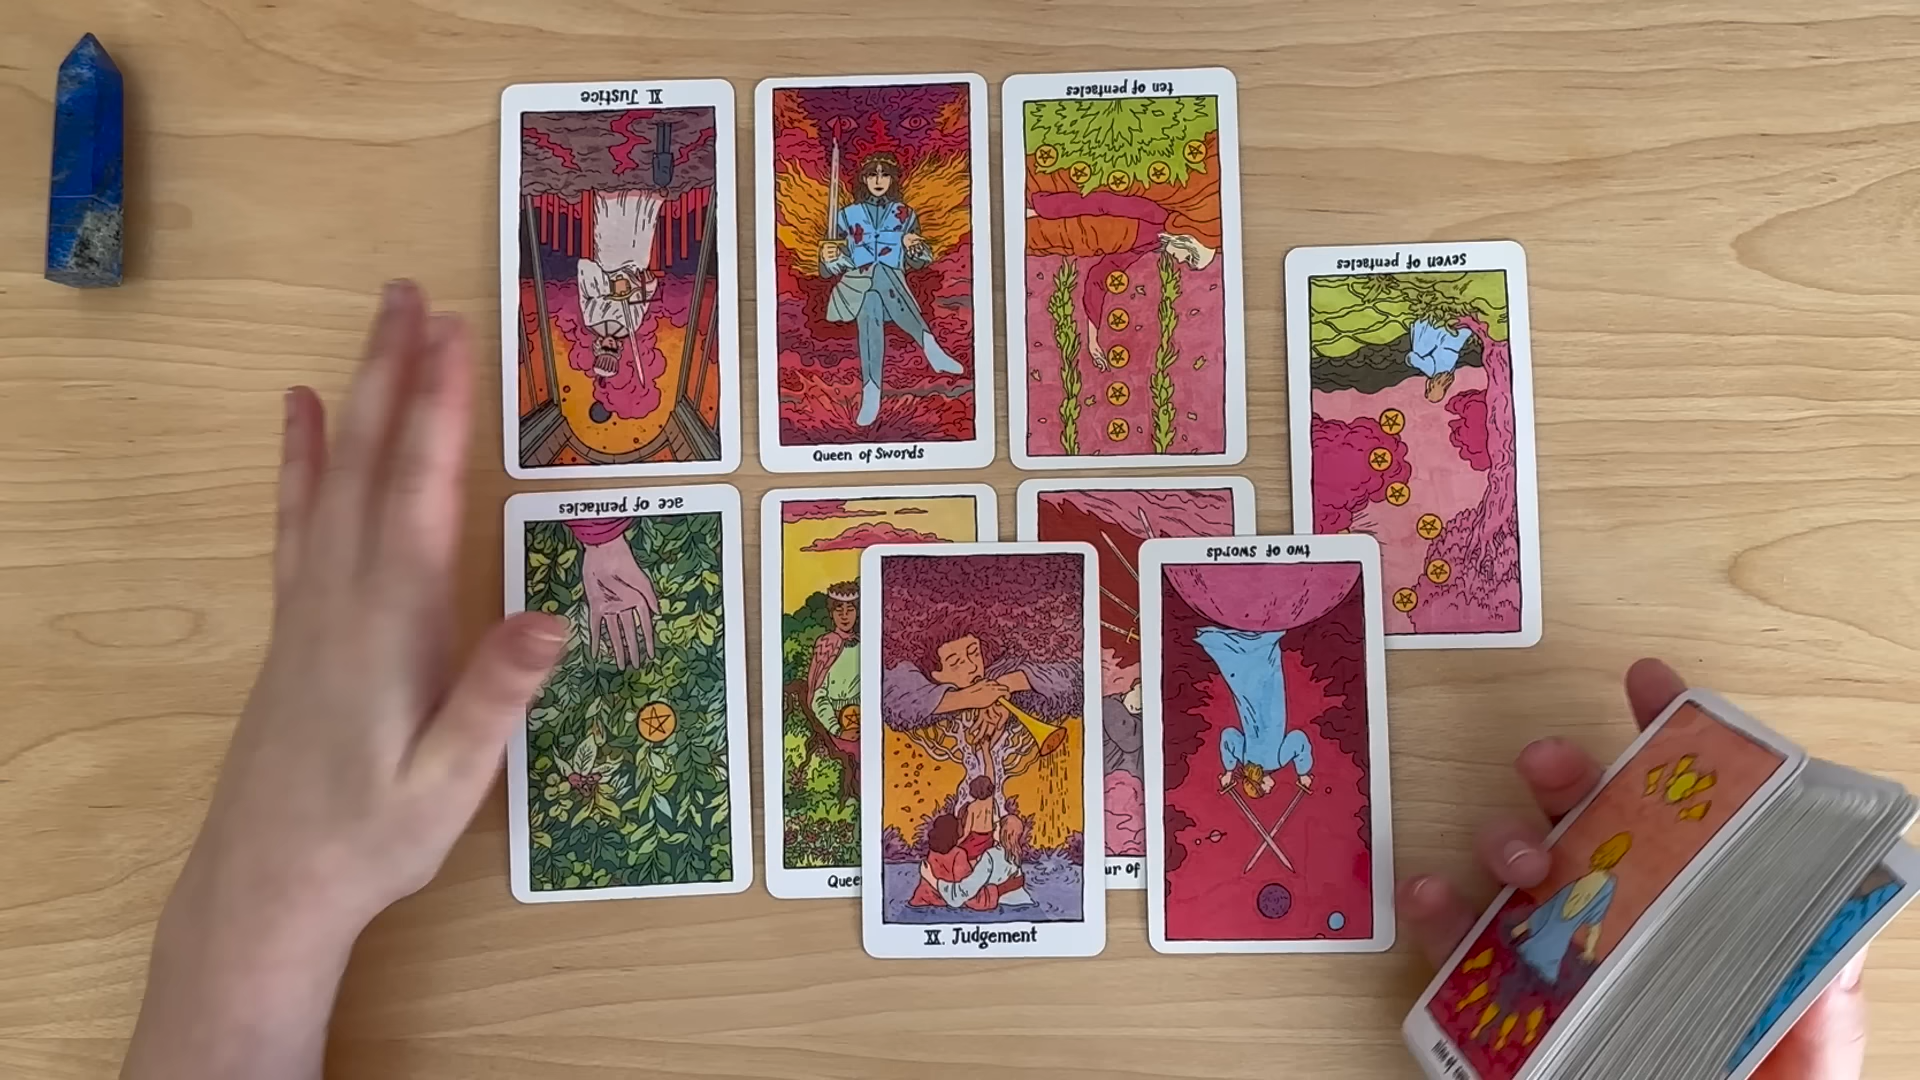 XI Justice
Queen of Swords
ten of pentacles
seven of pentacles
ace of pentacles
two of swords
of
XX. Judgement